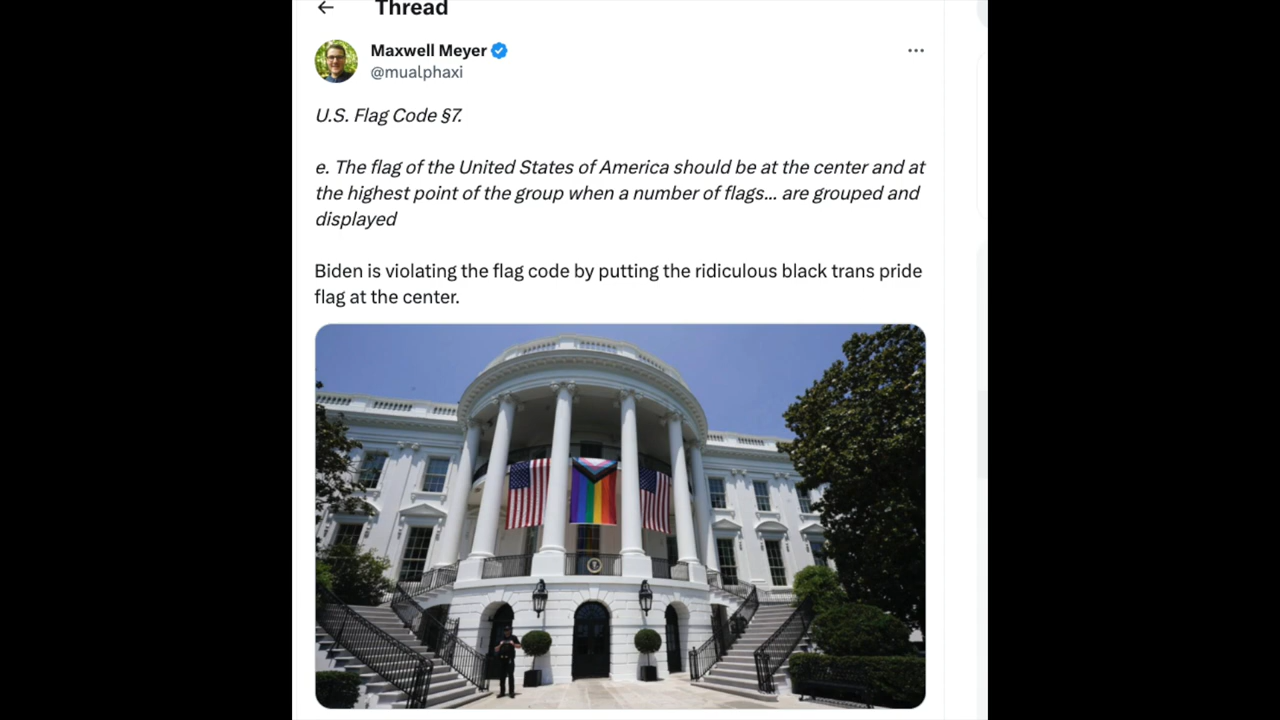 Thread
Maxwell Meyer
@mualphaxi
U.S. Flag Code §7.
e. The flag of the United States of America should be at the center and at
the highest point of the group when a number of flags... are grouped and
displayed
Biden is violating the flag code by putting the ridiculous black trans pride
flag at the center.